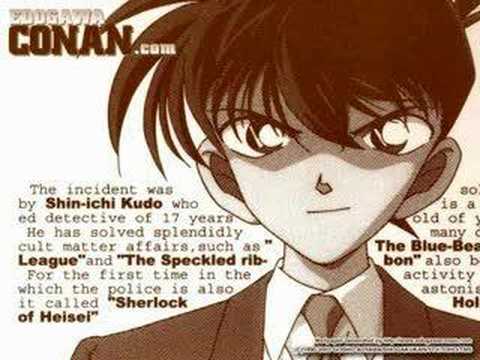 EDOGAWA
CONAN.com
The incident was sol
by Shin-ichi Kudo who is a
ed detective of 17 years old of y
He has solved splendidly many d
cult matter affairs,such as " The Blue-Bea
League"and "The Speckled rib- bon" also be
For the first time in the activity
which the police is also astonis
it called "Sherlock Hol
of Heisei"